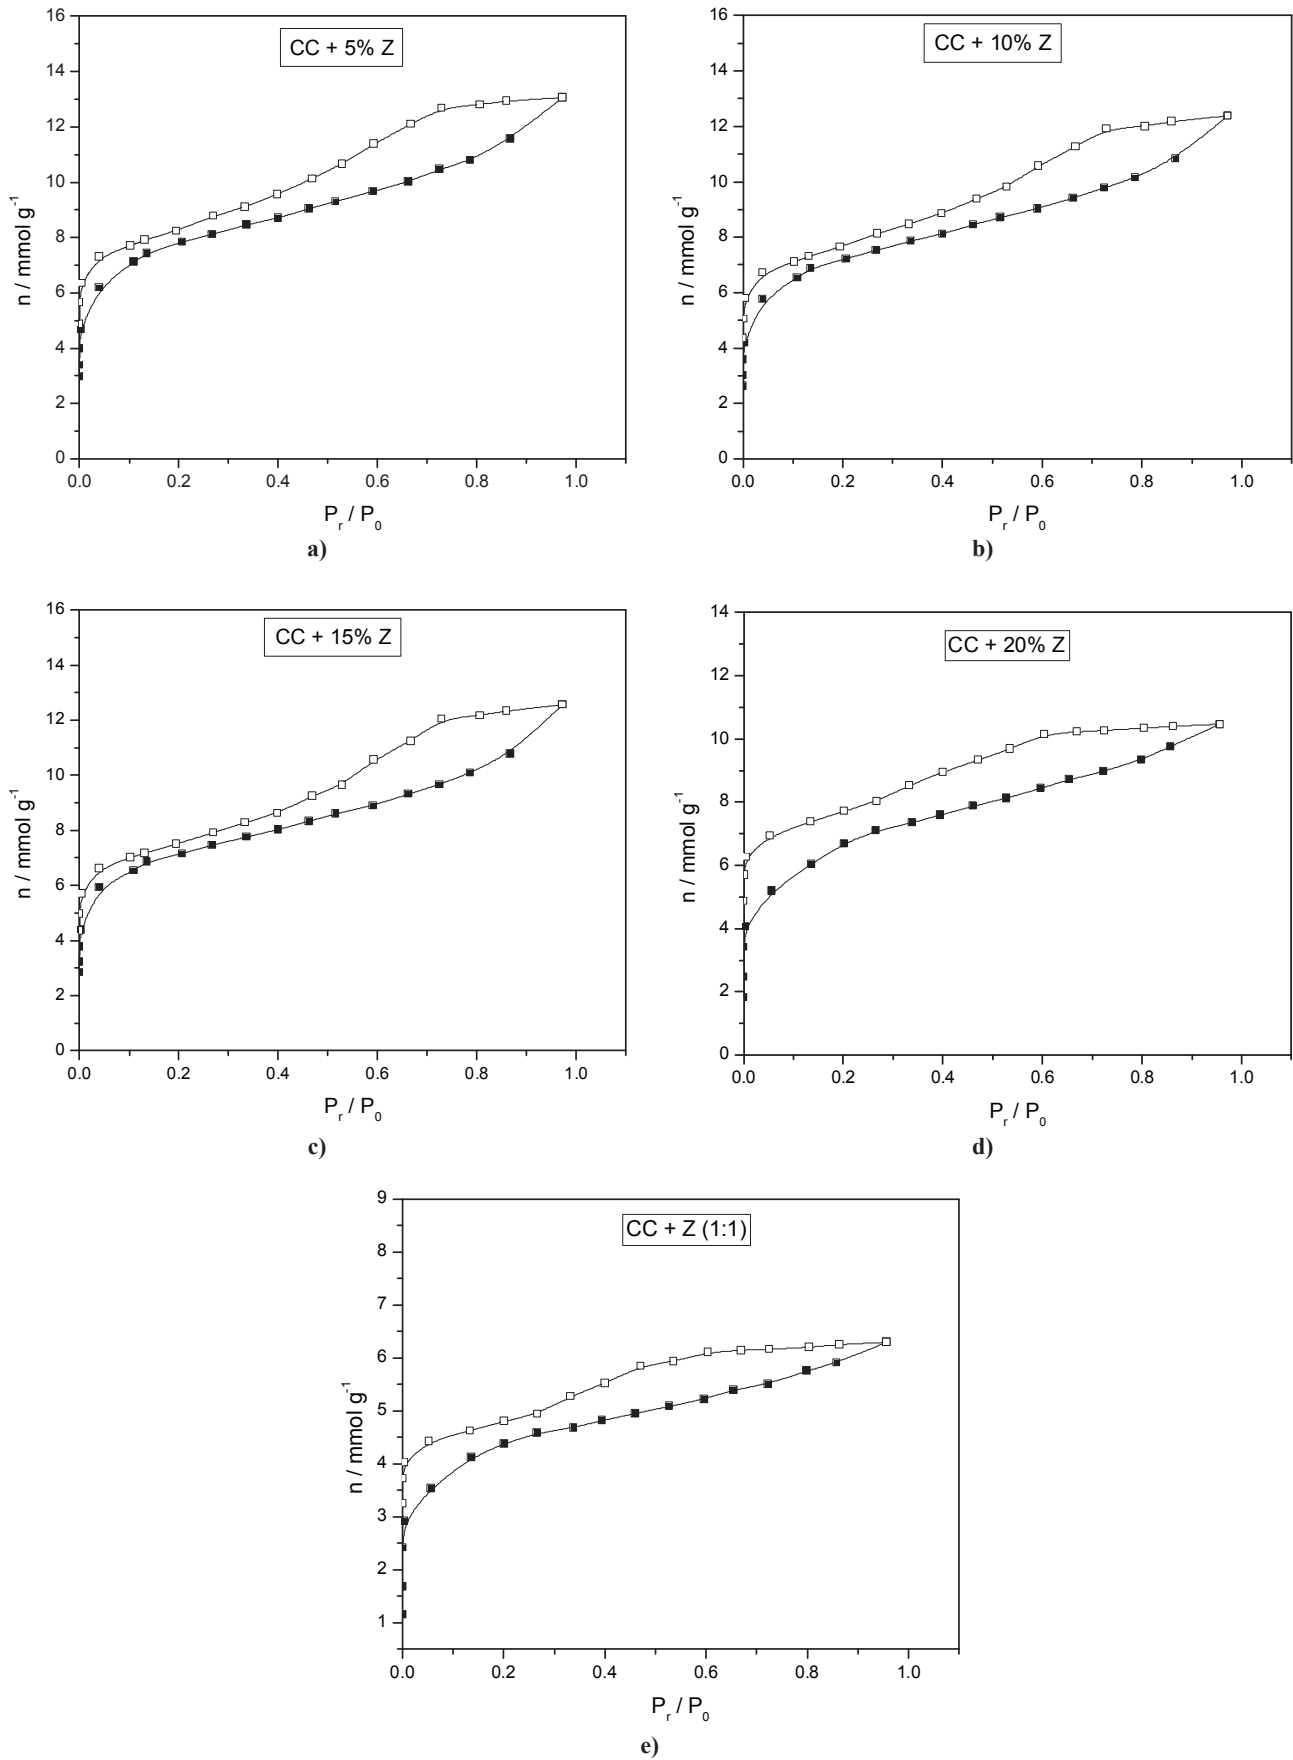 CC + 5% Z
n / mmol g⁻¹
16
14
12
10
8
6
4
2
0
0.0 0.2 0.4 0.6 0.8 1.0
Pᵣ / P₀
a)
CC + 10% Z
n / mmol g⁻¹
16
14
12
10
8
6
4
2
0
0.0 0.2 0.4 0.6 0.8 1.0
Pᵣ / P₀
b)
CC + 15% Z
n / mmol g⁻¹
16
14
12
10
8
6
4
2
0
0.0 0.2 0.4 0.6 0.8 1.0
Pᵣ / P₀
c)
CC + 20% Z
n / mmol g⁻¹
14
12
10
8
6
4
2
0
0.0 0.2 0.4 0.6 0.8 1.0
Pᵣ / P₀
d)
CC + Z (1:1)
n / mmol g⁻¹
9
8
7
6
5
4
3
2
1
0.0 0.2 0.4 0.6 0.8 1.0
Pᵣ / P₀
e)